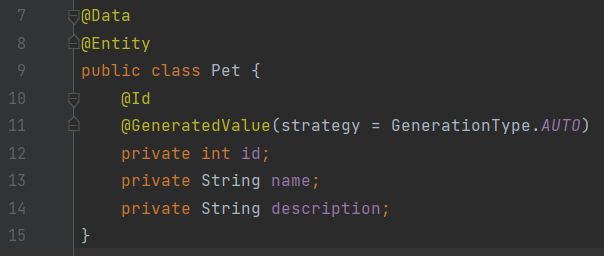 7 @Data
8 @Entity
9 public class Pet {
10 @Id
11 @GeneratedValue(strategy = GenerationType.AUTO)
12 private int id;
13 private String name;
14 private String description;
15 }